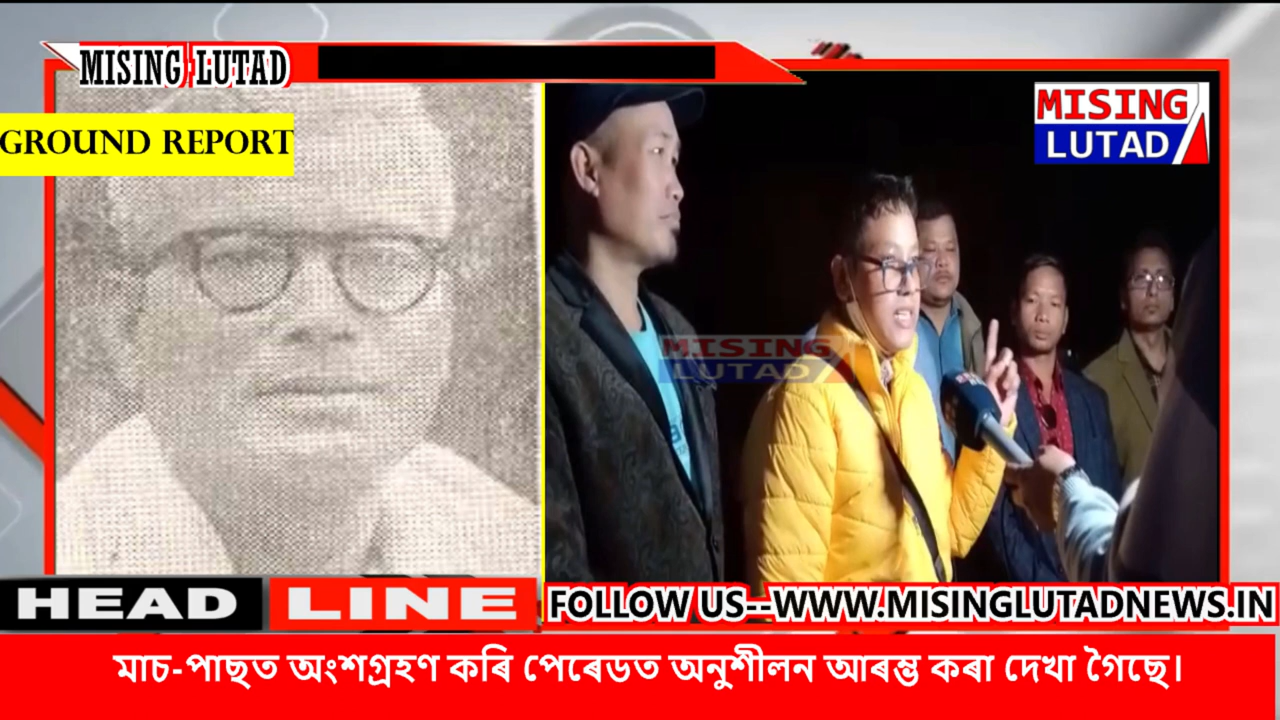 MISING LUTAD
GROUND REPORT
MISING
LUTAD
MISING
LUTAD
HEAD LINE
FOLLOW US--WWW.MISINGLUTADNEWS.IN
মাচ-পাছত অংশগ্ৰহণ কৰি পেৰেডত অনুশীলন আৰম্ভ কৰা দেখা গৈছে।